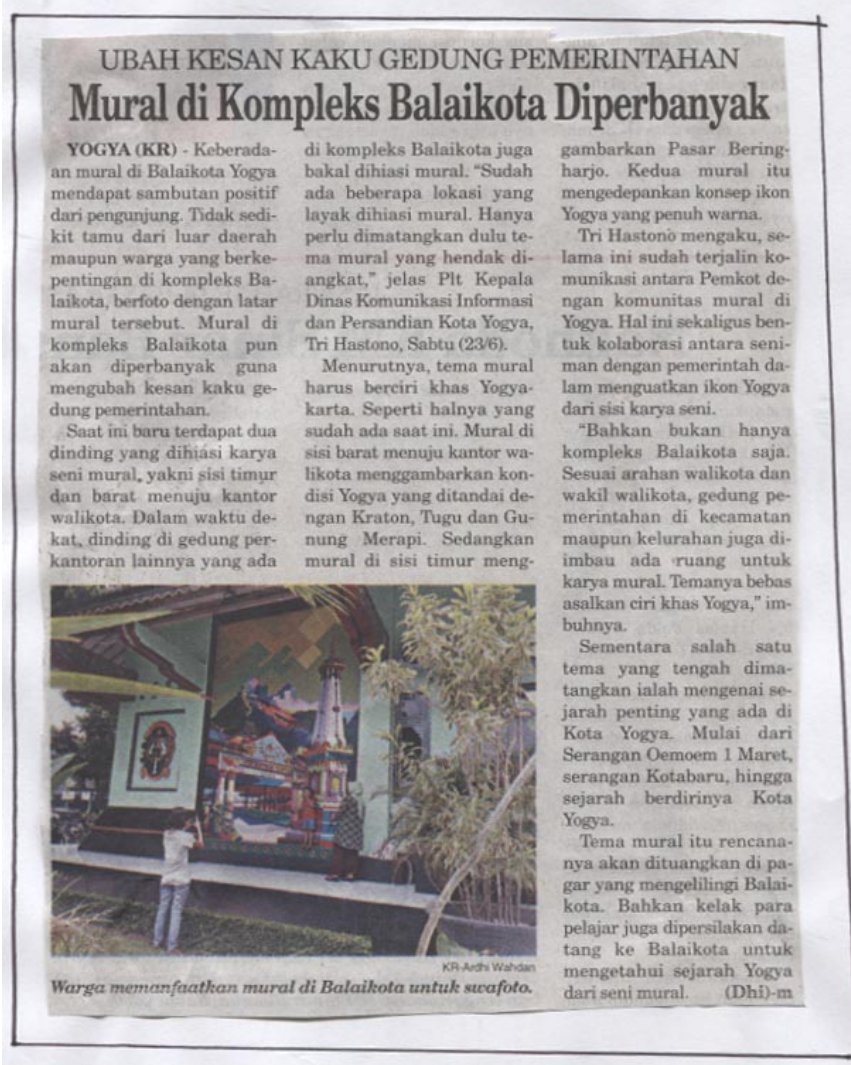 UBAH KESAN KAKU GEDUNG PEMERINTAHAN
Mural di Kompleks Balaikota Diperbanyak
YOGYA (KR) - Keberada-
an mural di Balaikota Yogya
mendapat sambutan positif
dari pengunjung. Tidak sedi-
kit tamu dari luar daerah
maupun warga yang berke-
pentingan di kompleks Ba-
laikota, berfoto dengan latar
mural tersebut. Mural di
kompleks Balaikota pun
akan diperbanyak guna
mengubah kesan kaku ge-
dung pemerintahan.
Saat ini baru terdapat dua
dinding yang dihiasi karya
seni mural, yakni sisi timur
dan barat menuju kantor
walikota. Dalam waktu de-
kat, dinding di gedung per-
kantoran lainnya yang ada
di kompleks Balaikota juga
bakal dihiasi mural. “Sudah
ada beberapa lokasi yang
layak dihiasi mural. Hanya
perlu dimatangkan dulu te-
ma mural yang hendak di-
angkat,” jelas Plt Kepala
Dinas Komunikasi Informasi
dan Persandian Kota Yogya,
Tri Hastono, Sabtu (23/6).
Menurutnya, tema mural
harus berciri khas Yogya-
karta. Seperti halnya yang
sudah ada saat ini. Mural di
sisi barat menuju kantor wa-
likota menggambarkan kon-
disi Yogya yang ditandai de-
ngan Kraton, Tugu dan Gu-
nung Merapi. Sedangkan
mural di sisi timur meng-
gambarkan Pasar Bering-
harjo. Kedua mural itu
mengedepankan konsep ikon
Yogya yang penuh warna.
Tri Hastono mengaku, se-
lama ini sudah terjalin ko-
munikasi antara Pemkot de-
ngan komunitas mural di
Yogya. Hal ini sekaligus ben-
tuk kolaborasi antara seni-
man dengan pemerintah da-
lam menguatkan ikon Yogya
dari sisi karya seni.
“Bahkan bukan hanya
kompleks Balaikota saja.
Sesuai arahan walikota dan
wakil walikota, gedung pe-
merintahan di kecamatan
maupun kelurahan juga di-
imbau ada ruang untuk
karya mural. Temanya bebas
asalkan ciri khas Yogya,” im-
buhnya.
Sementara salah satu
tema yang tengah dima-
tangkan ialah mengenai se-
jarah penting yang ada di
Kota Yogya. Mulai dari
Serangan Oemoem 1 Maret,
serangan Kotabaru, hingga
sejarah berdirinya Kota
Yogya.
Tema mural itu rencana-
nya akan dituangkan di pa-
gar yang mengelilingi Balai-
kota. Bahkan kelak para
pelajar juga dipersilakan da-
tang ke Balaikota untuk
mengetahui sejarah Yogya
dari seni mural. (Dhi)-m
KR-Ardhi Wahdan
Warga memanfaatkan mural di Balaikota untuk swafoto.